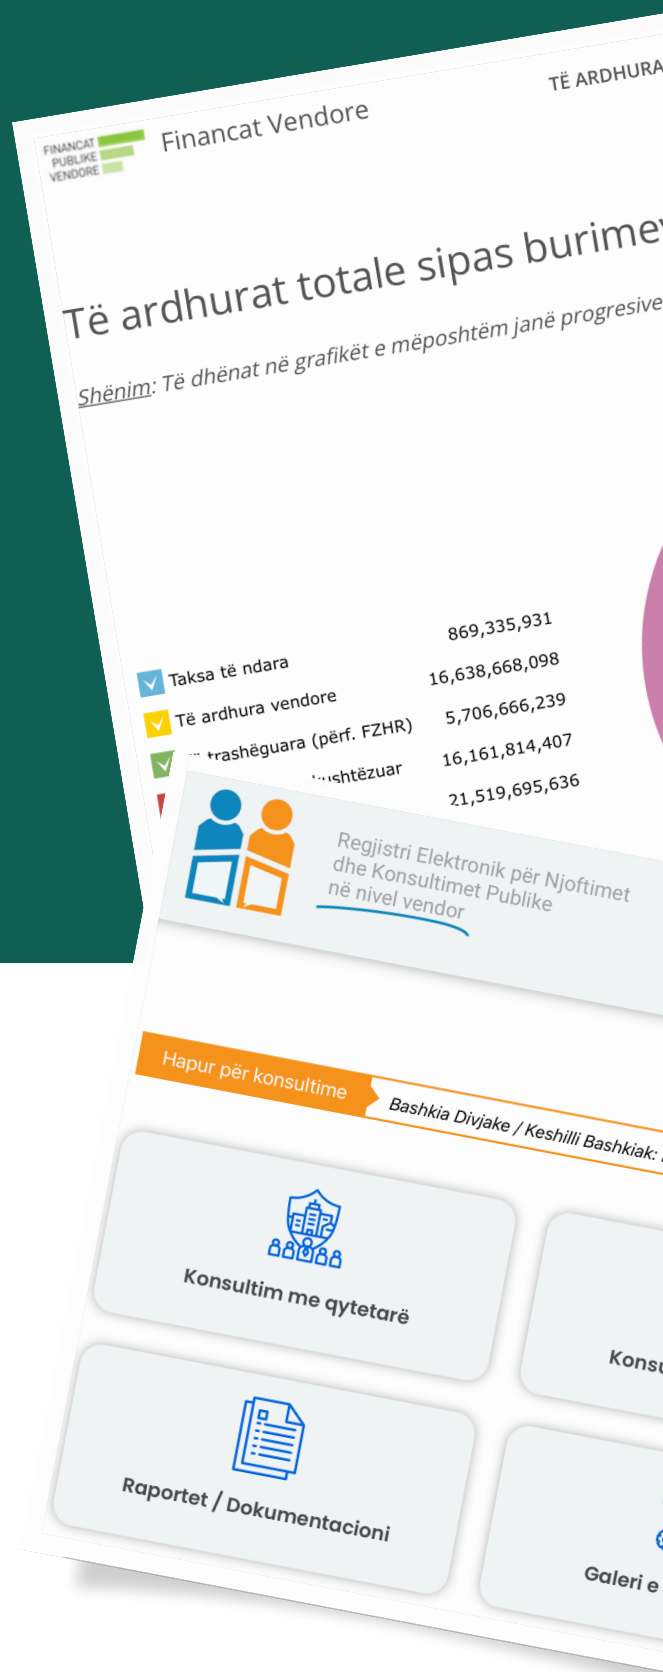 FINANCAT
PUBLIKE
VENDORE
Financat Vendore
TË ARDHURA
Të ardhurat totale sipas burimev
Shënim: Të dhënat në grafikët e mëposhtëm janë progresive
Taksa të ndara 869,335,931
Të ardhura vendore 16,638,668,098
trashëguara (përf. FZHR) 5,706,666,239
16,161,814,407
21,519,695,636
Regjistri Elektronik për Njoftimet
dhe Konsultimet Publike
në nivel vendor
Hapur për konsultime
Bashkia Divjake / Keshilli Bashkiak:
Konsultim me qytetarë
Konsu
Raportet / Dokumentacioni
Galeri e